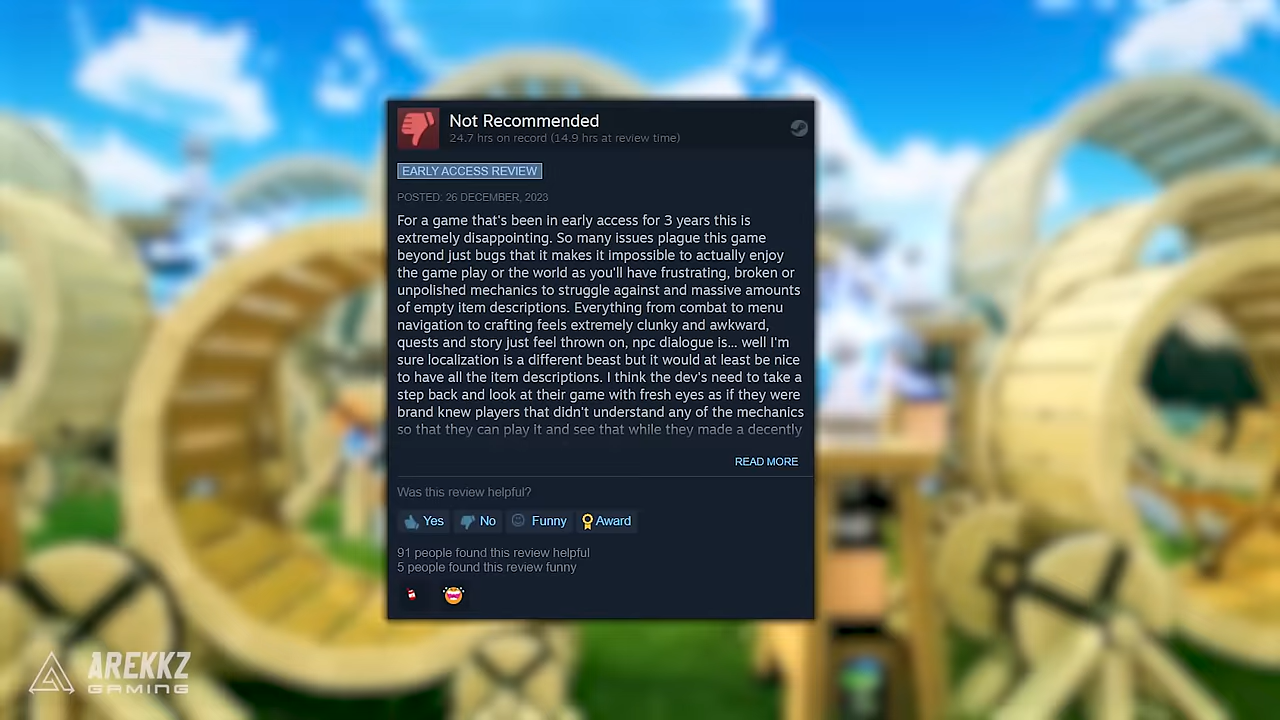 Not Recommended
24.7 hrs on record (14.9 hrs at review time)
EARLY ACCESS REVIEW
POSTED: 26 DECEMBER, 2023
For a game that's been in early access for 3 years this is
extremely disappointing. So many issues plague this game
beyond just bugs that it makes it impossible to actually enjoy
the game play or the world as you'll have frustrating, broken or
unpolished mechanics to struggle against and massive amounts
of empty item descriptions. Everything from combat to menu
navigation to crafting feels extremely clunky and awkward,
quests and story just feel thrown on, npc dialogue is... well I'm
sure localization is a different beast but it would at least be nice
to have all the item descriptions. I think the dev's need to take a
step back and look at their game with fresh eyes as if they were
brand knew players that didn't understand any of the mechanics
so that they can play it and see that while they made a decently
READ MORE
Was this review helpful?
Yes No Funny Award
91 people found this review helpful
5 people found this review funny
AREKKZ
GAMING